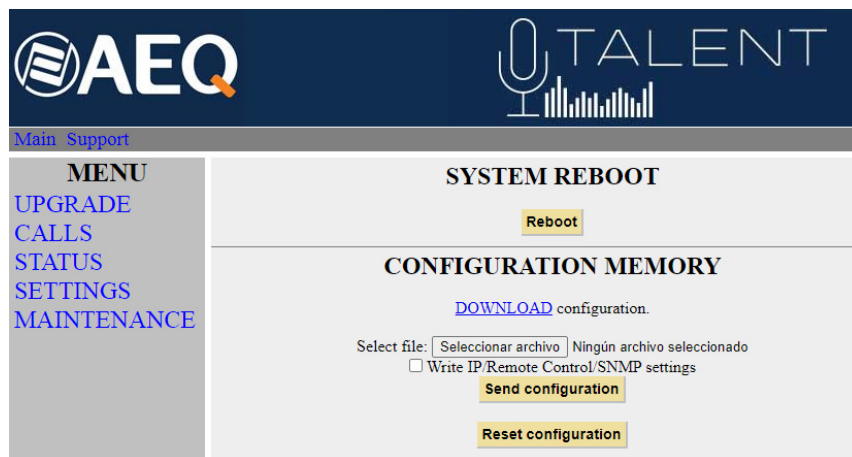 AEQ
TALENT
Main Support
MENU
UPGRADE
CALLS
STATUS
SETTINGS
MAINTENANCE
SYSTEM REBOOT
Reboot
CONFIGURATION MEMORY
DOWNLOAD configuration.
Select file: Seleccionar archivo Ningún archivo seleccionado
Write IP/Remote Control/SNMP settings
Send configuration
Reset configuration